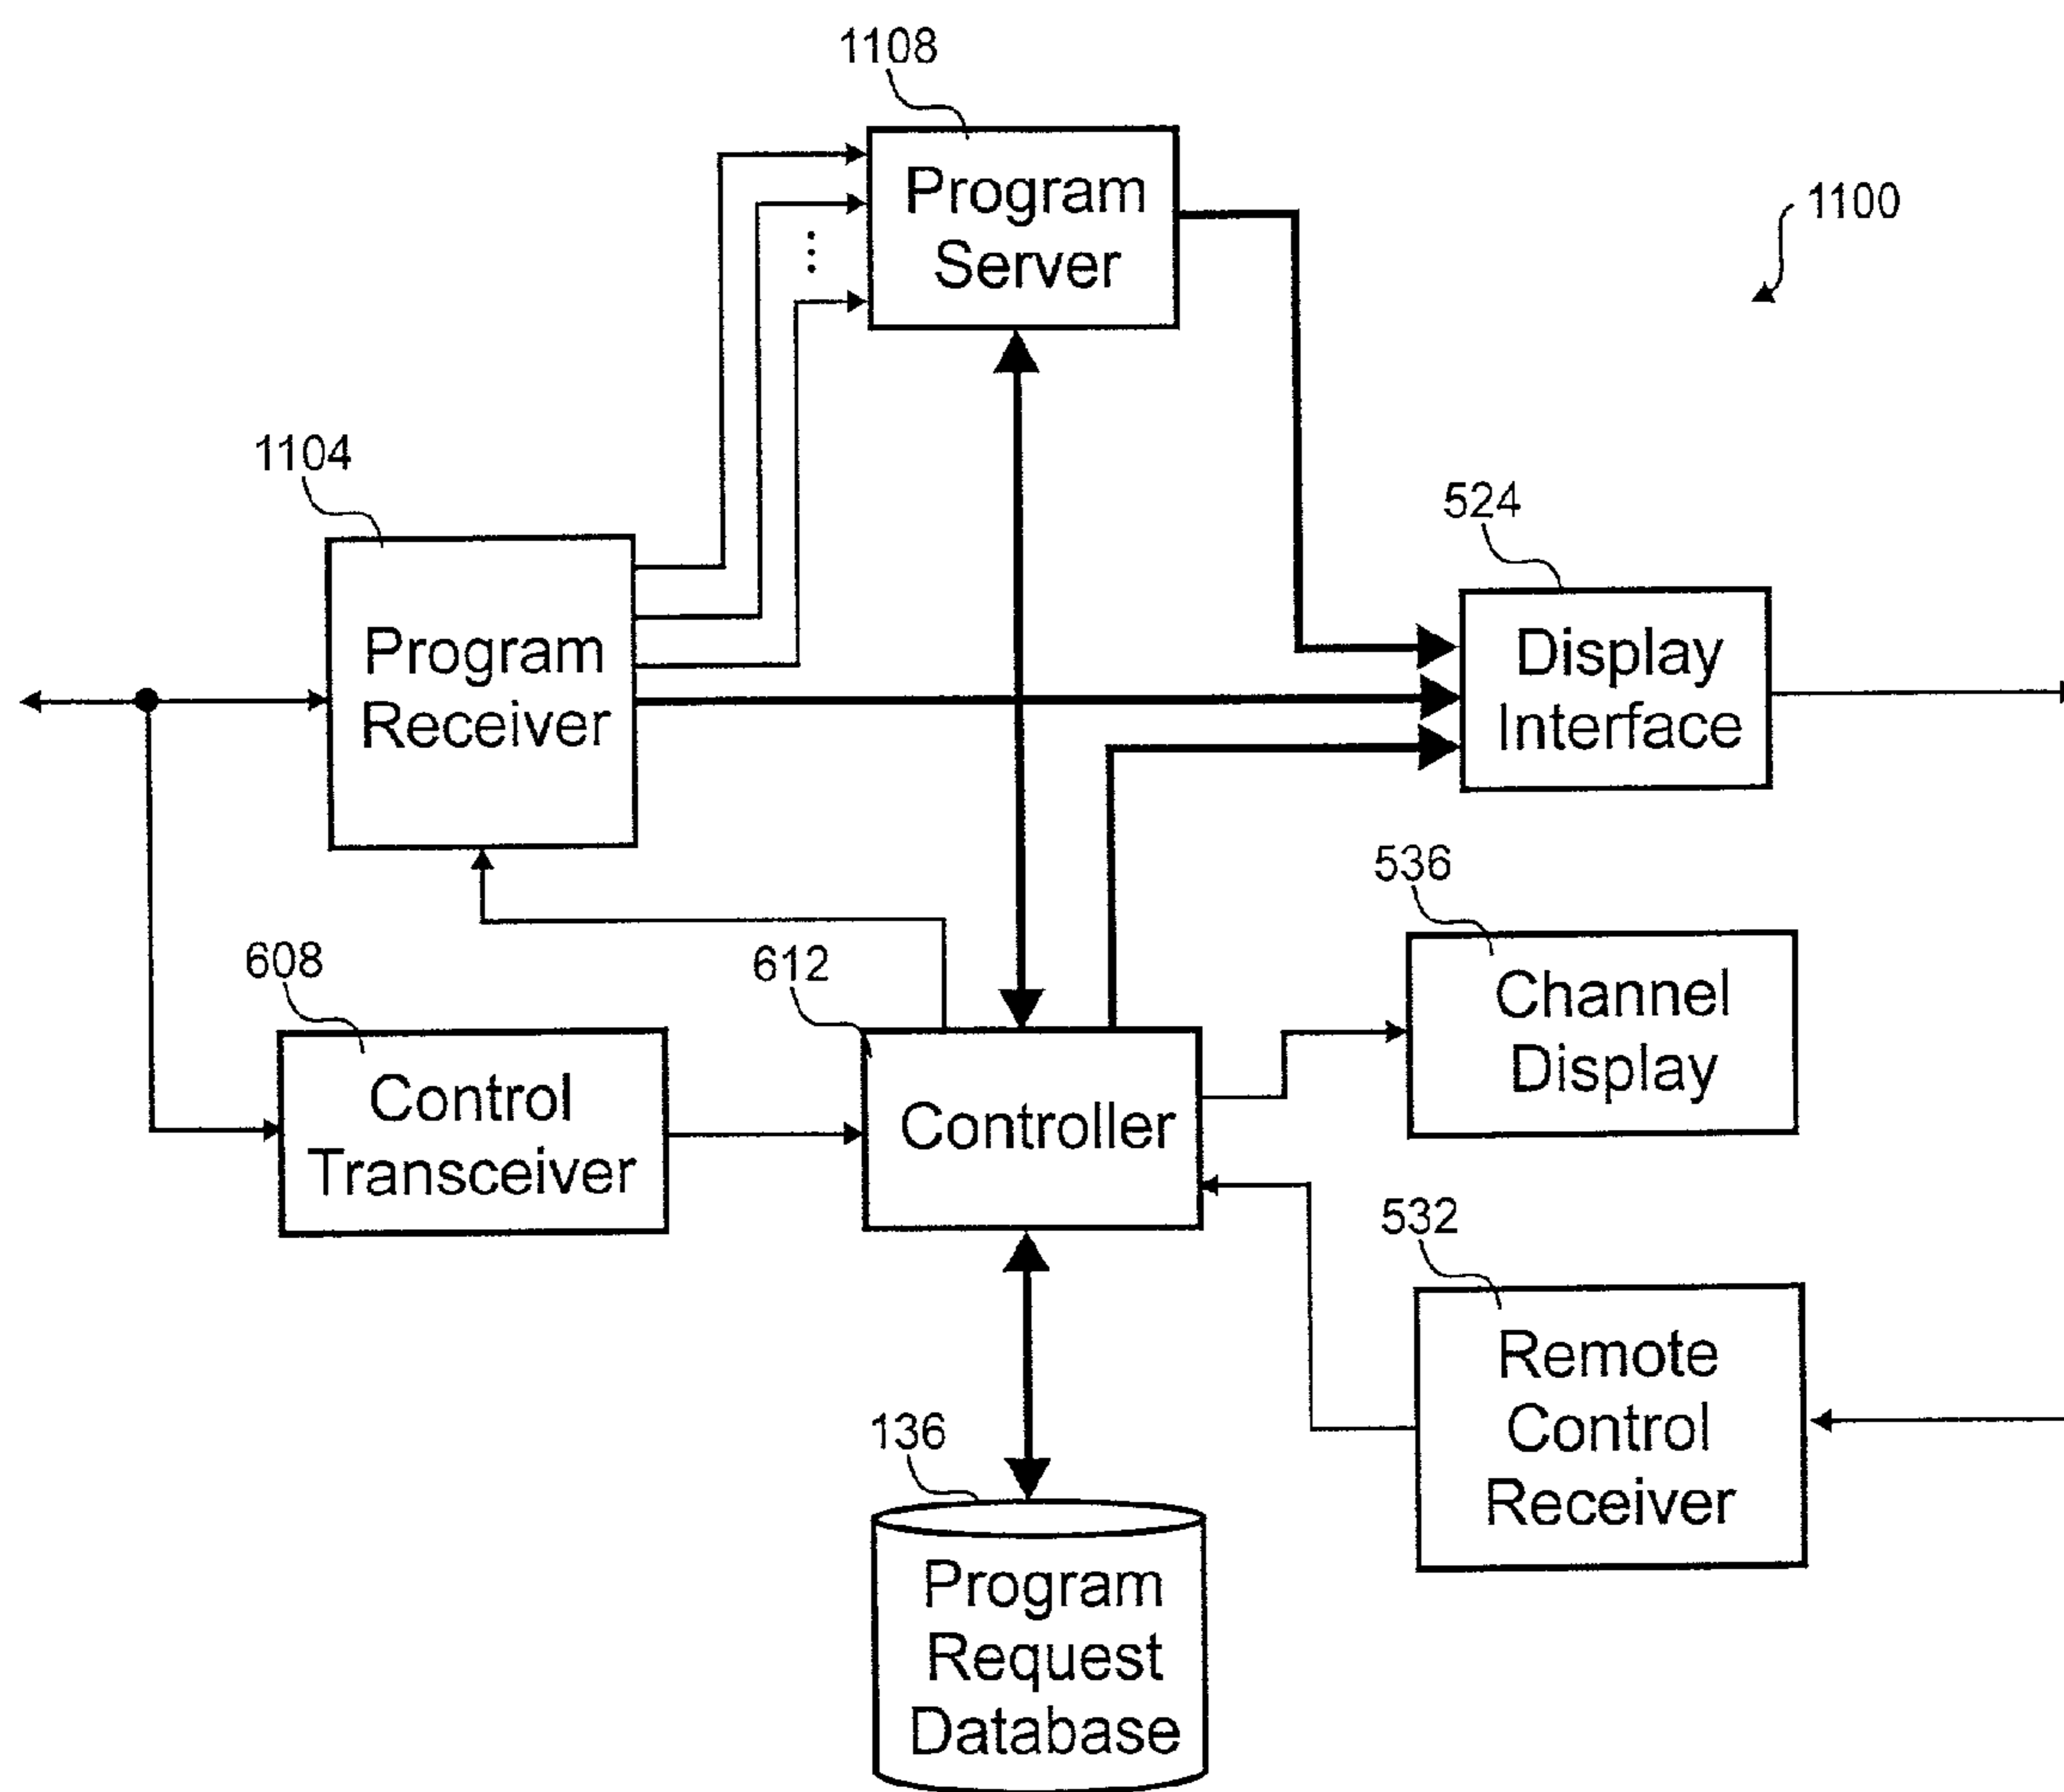 1108
Program
Server
1100
1104
Program
Receiver
524
Display
Interface
536
Channel
Display
608
Control
Transceiver
612
Controller
532
Remote
Control
Receiver
136
Program
Request
Database